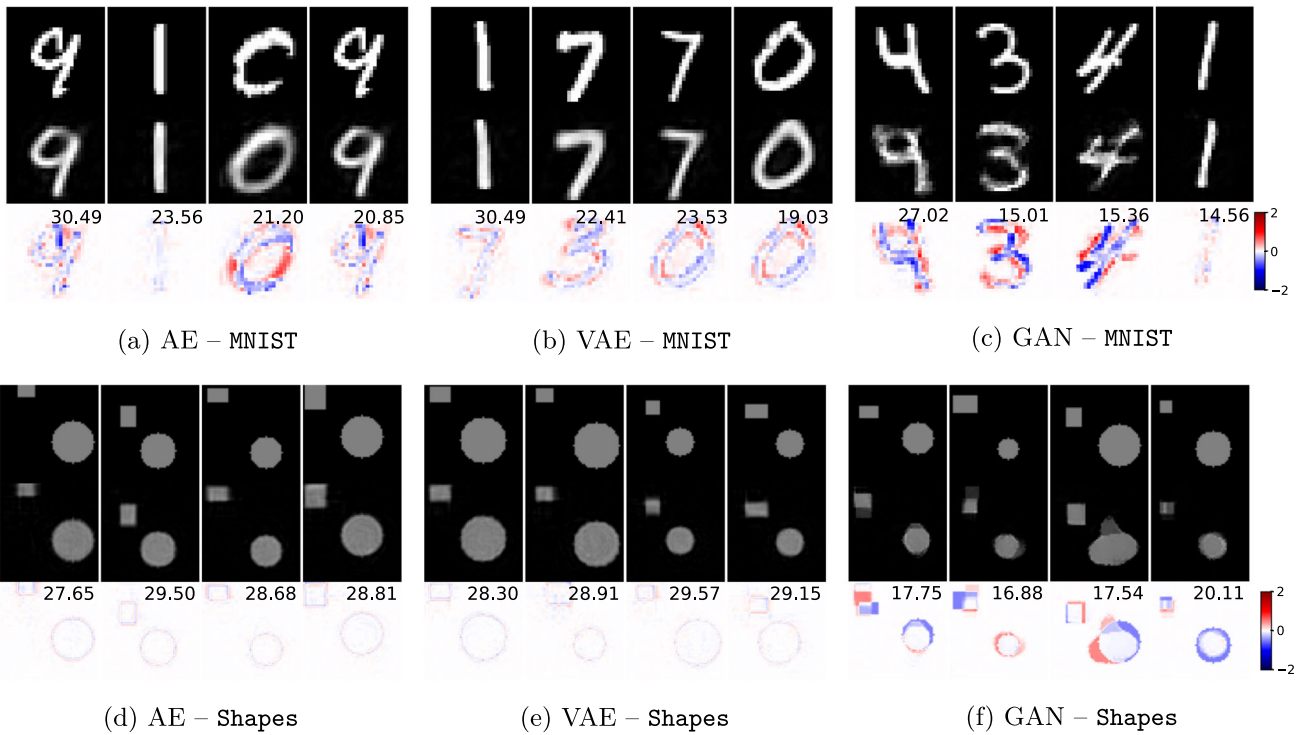 30.49 23.56 21.20 20.85
30.49 22.41 23.53 19.03
27.02 15.01 15.36 14.56
2
0
−2
(a) AE – MNIST
(b) VAE – MNIST
(c) GAN – MNIST
27.65 29.50 28.68 28.81
28.30 28.91 29.57 29.15
17.75 16.88 17.54 20.11
2
0
−2
(d) AE – Shapes
(e) VAE – Shapes
(f) GAN – Shapes